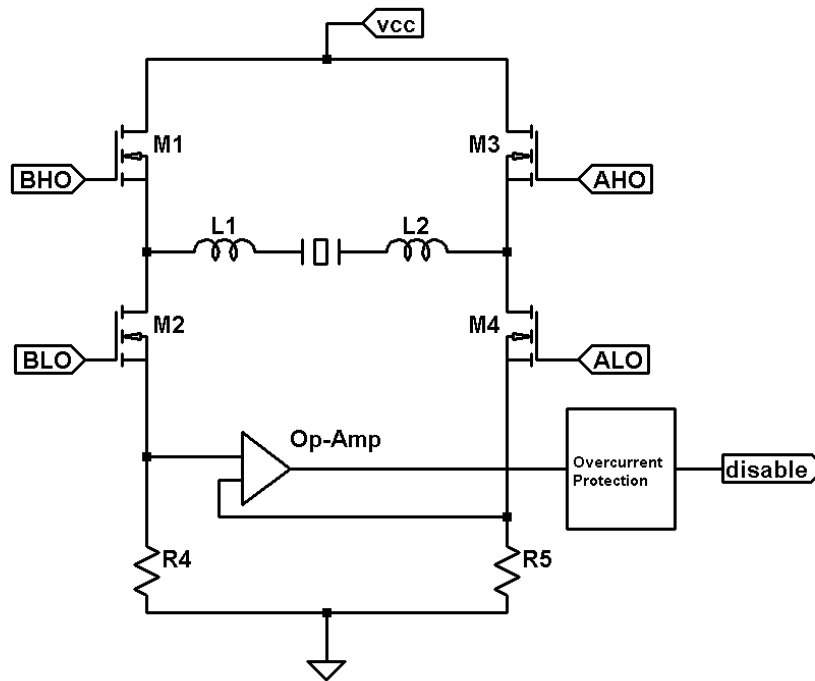 vcc
M1
M3
BHO
AHO
L1
L2
M2
M4
BLO
ALO
Op-Amp
Overcurrent
Protection
disable
R4
R5